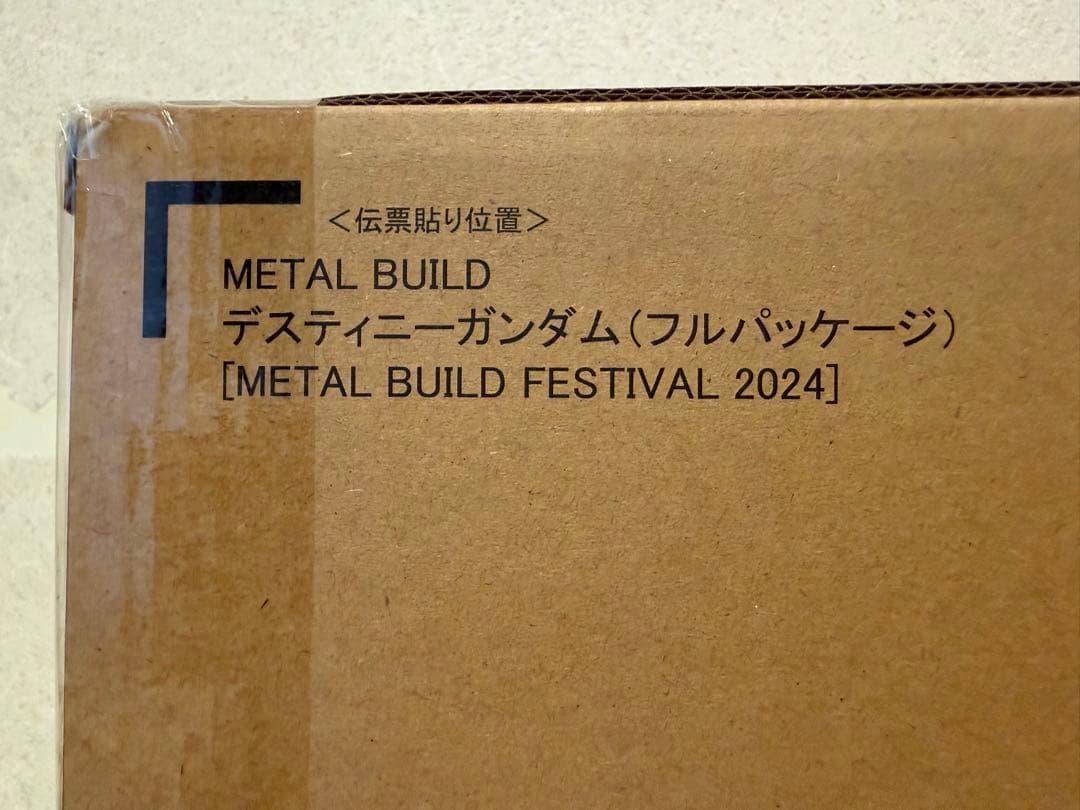 ＜伝票貼り位置＞
METAL BUILD
デスティニーガンダム（フルパッケージ）
[METAL BUILD FESTIVAL 2024]